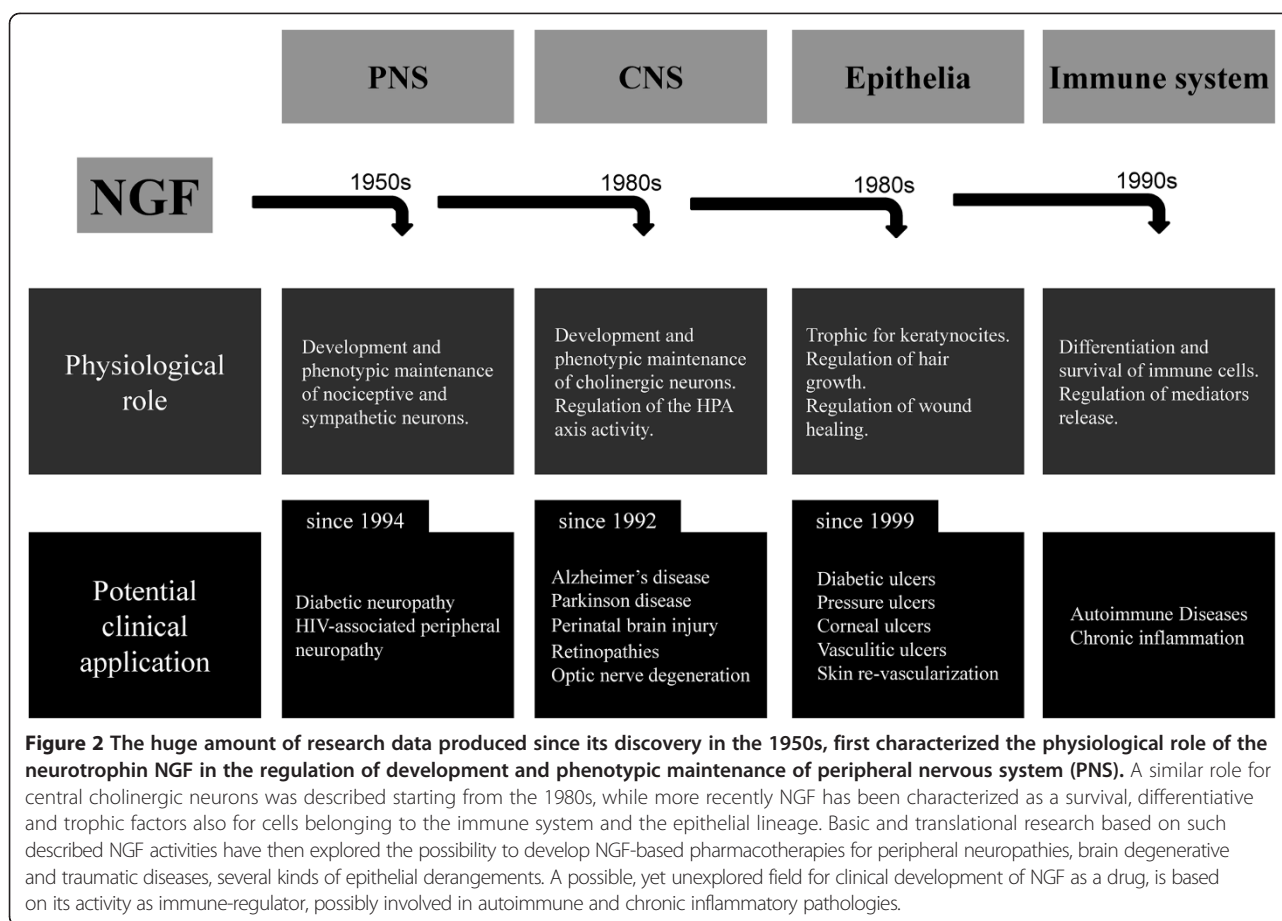 PNS
CNS
Epithelia
Immune system
NGF
1950s
1980s
1980s
1990s
Physiological
role
Development and
phenotypic maintenance
of nociceptive and
sympathetic neurons.
Development and
phenotypic maintenance
of cholinergic neurons.
Regulation of the HPA
axis activity.
Trophic for keratynocites.
Regulation of hair
growth.
Regulation of wound
healing.
Differentiation and
survival of immune cells.
Regulation of mediators
release.
Potential
clinical
application
since 1994
Diabetic neuropathy
HIV-associated peripheral
neuropathy
since 1992
Alzheimer's disease
Parkinson disease
Perinatal brain injury
Retinopathies
Optic nerve degeneration
since 1999
Diabetic ulcers
Pressure ulcers
Corneal ulcers
Vasculitic ulcers
Skin re-vascularization
Autoimmune Diseases
Chronic inflammation
Figure 2 The huge amount of research data produced since its discovery in the 1950s, first characterized the physiological role of the
neurotrophin NGF in the regulation of development and phenotypic maintenance of peripheral nervous system (PNS). A similar role for
central cholinergic neurons was described starting from the 1980s, while more recently NGF has been characterized as a survival, differentiative
and trophic factors also for cells belonging to the immune system and the epithelial lineage. Basic and translational research based on such
described NGF activities have then explored the possibility to develop NGF-based pharmacotherapies for peripheral neuropathies, brain degenerative
and traumatic diseases, several kinds of epithelial derangements. A possible, yet unexplored field for clinical development of NGF as a drug, is based
on its activity as immune-regulator, possibly involved in autoimmune and chronic inflammatory pathologies.